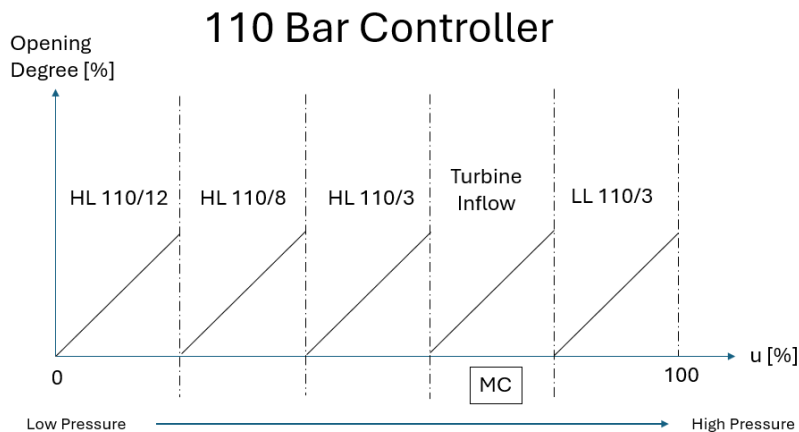 110 Bar Controller
Opening
Degree [%]
HL 110/12
HL 110/8
HL 110/3
Turbine
Inflow
LL 110/3
u [%]
0
MC
100
Low Pressure
High Pressure